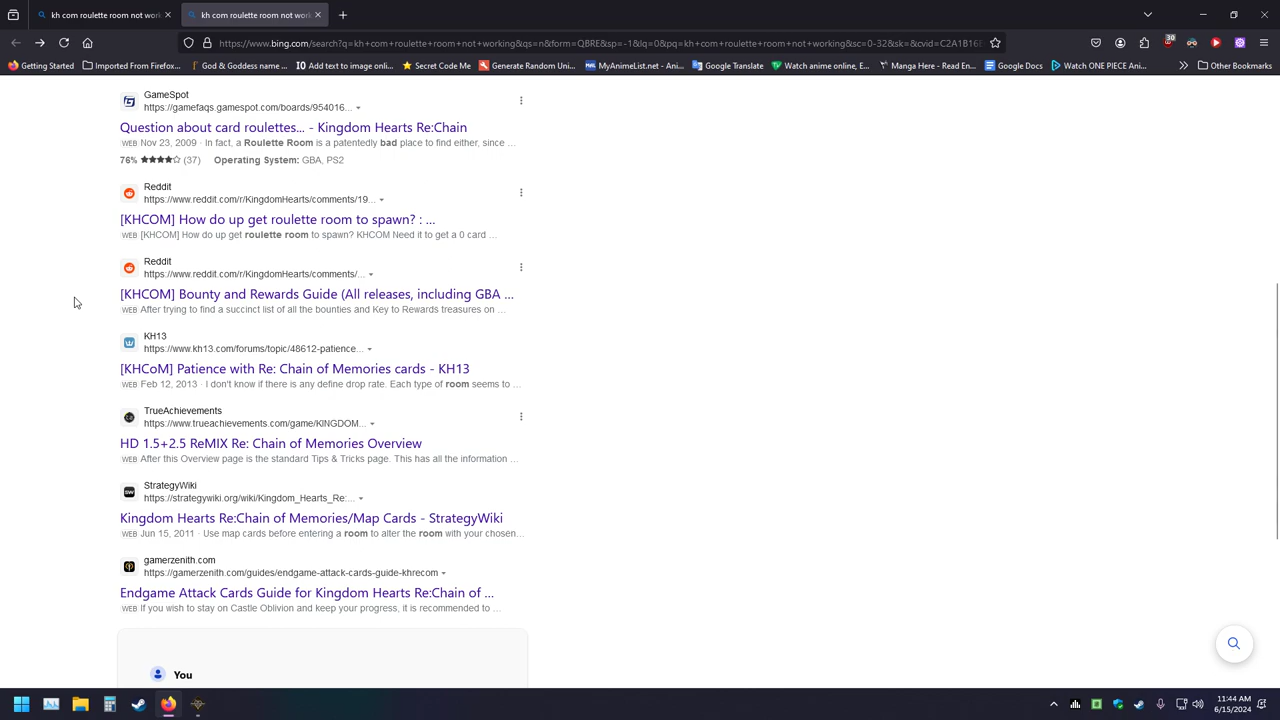 kh com roulette room not work
kh com roulette room not work
https://www.bing.com/search?q=kh+com+roulette+room+not+working&qs=n&form=QBRE&sp=-1&lq=0&pq=kh+com+roulette+room+not+working&sc=0-32&sk=&cvid=C2A1B16E
30
Getting Started
Imported From Firefox...
God & Goddess name ...
Add text to image onli...
Secret Code Me
Generate Random Uni...
MyAnimeList.net - Ani...
Google Translate
Watch anime online, E...
Manga Here - Read En...
Google Docs
Watch ONE PIECE Ani...
Other Bookmarks
GameSpot
https://gamefaqs.gamespot.com/boards/954016...
Question about card roulettes... - Kingdom Hearts Re:Chain
WEB Nov 23, 2009 · In fact, a Roulette Room is a patentedly bad place to find either, since ...
76% (37) Operating System: GBA, PS2
Reddit
https://www.reddit.com/r/KingdomHearts/comments/19...
[KHCOM] How do up get roulette room to spawn? : ...
WEB [KHCOM] How do up get roulette room to spawn? KHCOM Need it to get a 0 card ...
Reddit
https://www.reddit.com/r/KingdomHearts/comments/...
[KHCOM] Bounty and Rewards Guide (All releases, including GBA ...
WEB After trying to find a succinct list of all the bounties and Key to Rewards treasures on ...
KH13
https://www.kh13.com/forums/topic/48612-patience...
[KHCoM] Patience with Re: Chain of Memories cards - KH13
WEB Feb 12, 2013 · I don't know if there is any define drop rate. Each type of room seems to ...
TrueAchievements
https://www.trueachievements.com/game/KINGDOM...
HD 1.5+2.5 ReMIX Re: Chain of Memories Overview
WEB After this Overview page is the standard Tips & Tricks page. This has all the information ...
StrategyWiki
https://strategywiki.org/wiki/Kingdom_Hearts_Re:...
Kingdom Hearts Re:Chain of Memories/Map Cards - StrategyWiki
WEB Jun 15, 2011 · Use map cards before entering a room to alter the room with your chosen...
gamerzenith.com
https://gamerzenith.com/guides/endgame-attack-cards-guide-khrecom
Endgame Attack Cards Guide for Kingdom Hearts Re:Chain of ...
WEB If you wish to stay on Castle Oblivion and keep your progress, it is recommended to ...
You
11:44 AM
6/15/2024